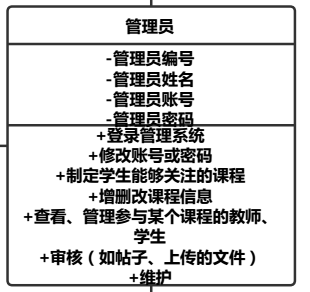 管理员
-管理员编号
-管理员姓名
-管理员账号
-管理员密码
+登录管理系统
+修改账号或密码
+制定学生能够关注的课程
+增删改课程信息
+查看、管理参与某个课程的教师、
学生
+审核（如帖子、上传的文件）
+维护